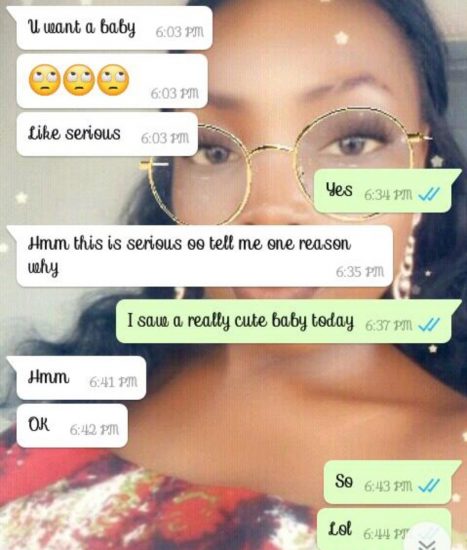 U want a baby 6:03 PM
🙄🙄🙄 6:03 PM
Like serious 6:03 PM
Yes 6:34 PM
Hmm this is serious oo tell me one reason
why 6:35 PM
I saw a really cute baby today 6:37 PM
Hmm 6:41 PM
OK 6:42 PM
So 6:43 PM
Lol 6:44 PM